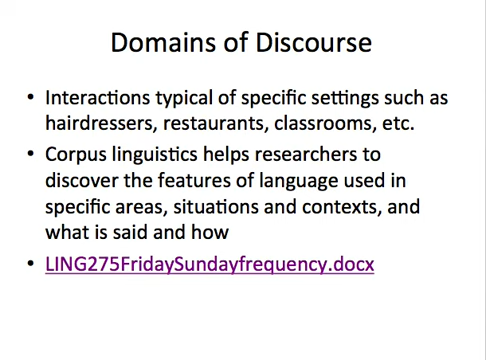 Domains of Discourse
• Interactions typical of specific settings such as
hairdressers, restaurants, classrooms, etc.
• Corpus linguistics helps researchers to
discover the features of language used in
specific areas, situations and contexts, and
what is said and how
• LING275FridaySundayfrequency.docx